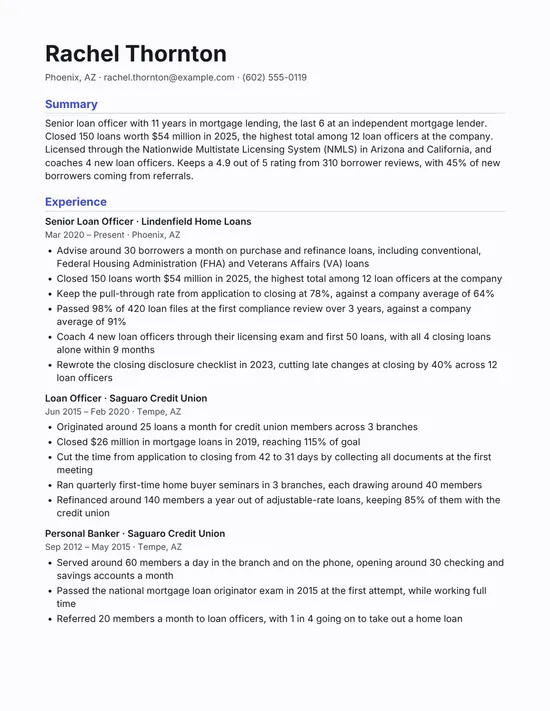 Rachel Thornton
Phoenix, AZ · rachel.thornton@example.com · (602) 555-0119
Summary
Senior loan officer with 11 years in mortgage lending, the last 6 at an independent mortgage lender.
Closed 150 loans worth $54 million in 2025, the highest total among 12 loan officers at the company.
Licensed through the Nationwide Multistate Licensing System (NMLS) in Arizona and California, and
coaches 4 new loan officers. Keeps a 4.9 out of 5 rating from 310 borrower reviews, with 45% of new
borrowers coming from referrals.
Experience
Senior Loan Officer · Lindenfield Home Loans
Mar 2020 – Present · Phoenix, AZ
• Advise around 30 borrowers a month on purchase and refinance loans, including conventional,
Federal Housing Administration (FHA) and Veterans Affairs (VA) loans
• Closed 150 loans worth $54 million in 2025, the highest total among 12 loan officers at the company
• Keep the pull-through rate from application to closing at 78%, against a company average of 64%
• Passed 98% of 420 loan files at the first compliance review over 3 years, against a company
average of 91%
• Coach 4 new loan officers through their licensing exam and first 50 loans, with all 4 closing loans
alone within 9 months
• Rewrote the closing disclosure checklist in 2023, cutting late changes at closing by 40% across 12
loan officers
Loan Officer · Saguaro Credit Union
Jun 2015 – Feb 2020 · Tempe, AZ
• Originated around 25 loans a month for credit union members across 3 branches
• Closed $26 million in mortgage loans in 2019, reaching 115% of goal
• Cut the time from application to closing from 42 to 31 days by collecting all documents at the first
meeting
• Ran quarterly first-time home buyer seminars in 3 branches, each drawing around 40 members
• Refinanced around 140 members a year out of adjustable-rate loans, keeping 85% of them with the
credit union
Personal Banker · Saguaro Credit Union
Sep 2012 – May 2015 · Tempe, AZ
• Served around 60 members a day in the branch and on the phone, opening around 30 checking and
savings accounts a month
• Passed the national mortgage loan originator exam in 2015 at the first attempt, while working full
time
• Referred 20 members a month to loan officers, with 1 in 4 going on to take out a home loan